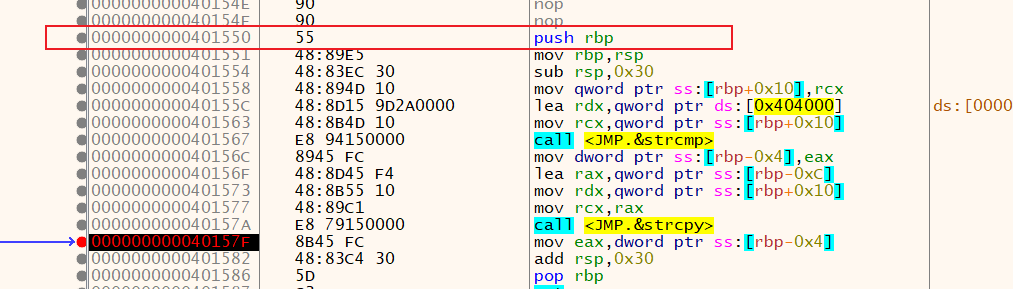 000000000040154E 90 nop
000000000040154F 90 nop
0000000000401550 55 push rbp
0000000000401551 48:89E5 mov rbp,rsp
0000000000401554 48:83EC 30 sub rsp,0x30
0000000000401558 48:894D 10 mov qword ptr ss:[rbp+0x10],rcx
000000000040155C 48:8D15 9D2A0000 lea rdx,qword ptr ds:[0x404000] ds:[0000
0000000000401563 48:8B4D 10 mov rcx,qword ptr ss:[rbp+0x10]
0000000000401567 E8 94150000 call <JMP.&strcmp>
000000000040156C 8945 FC mov dword ptr ss:[rbp-0x4],eax
000000000040156F 48:8D45 F4 lea rax,qword ptr ss:[rbp-0xC]
0000000000401573 48:8B55 10 mov rdx,qword ptr ss:[rbp+0x10]
0000000000401577 48:89C1 mov rcx,rax
000000000040157A E8 79150000 call <JMP.&strcpy>
000000000040157F 8B45 FC mov eax,dword ptr ss:[rbp-0x4]
0000000000401582 48:83C4 30 add rsp,0x30
0000000000401586 5D pop rbp